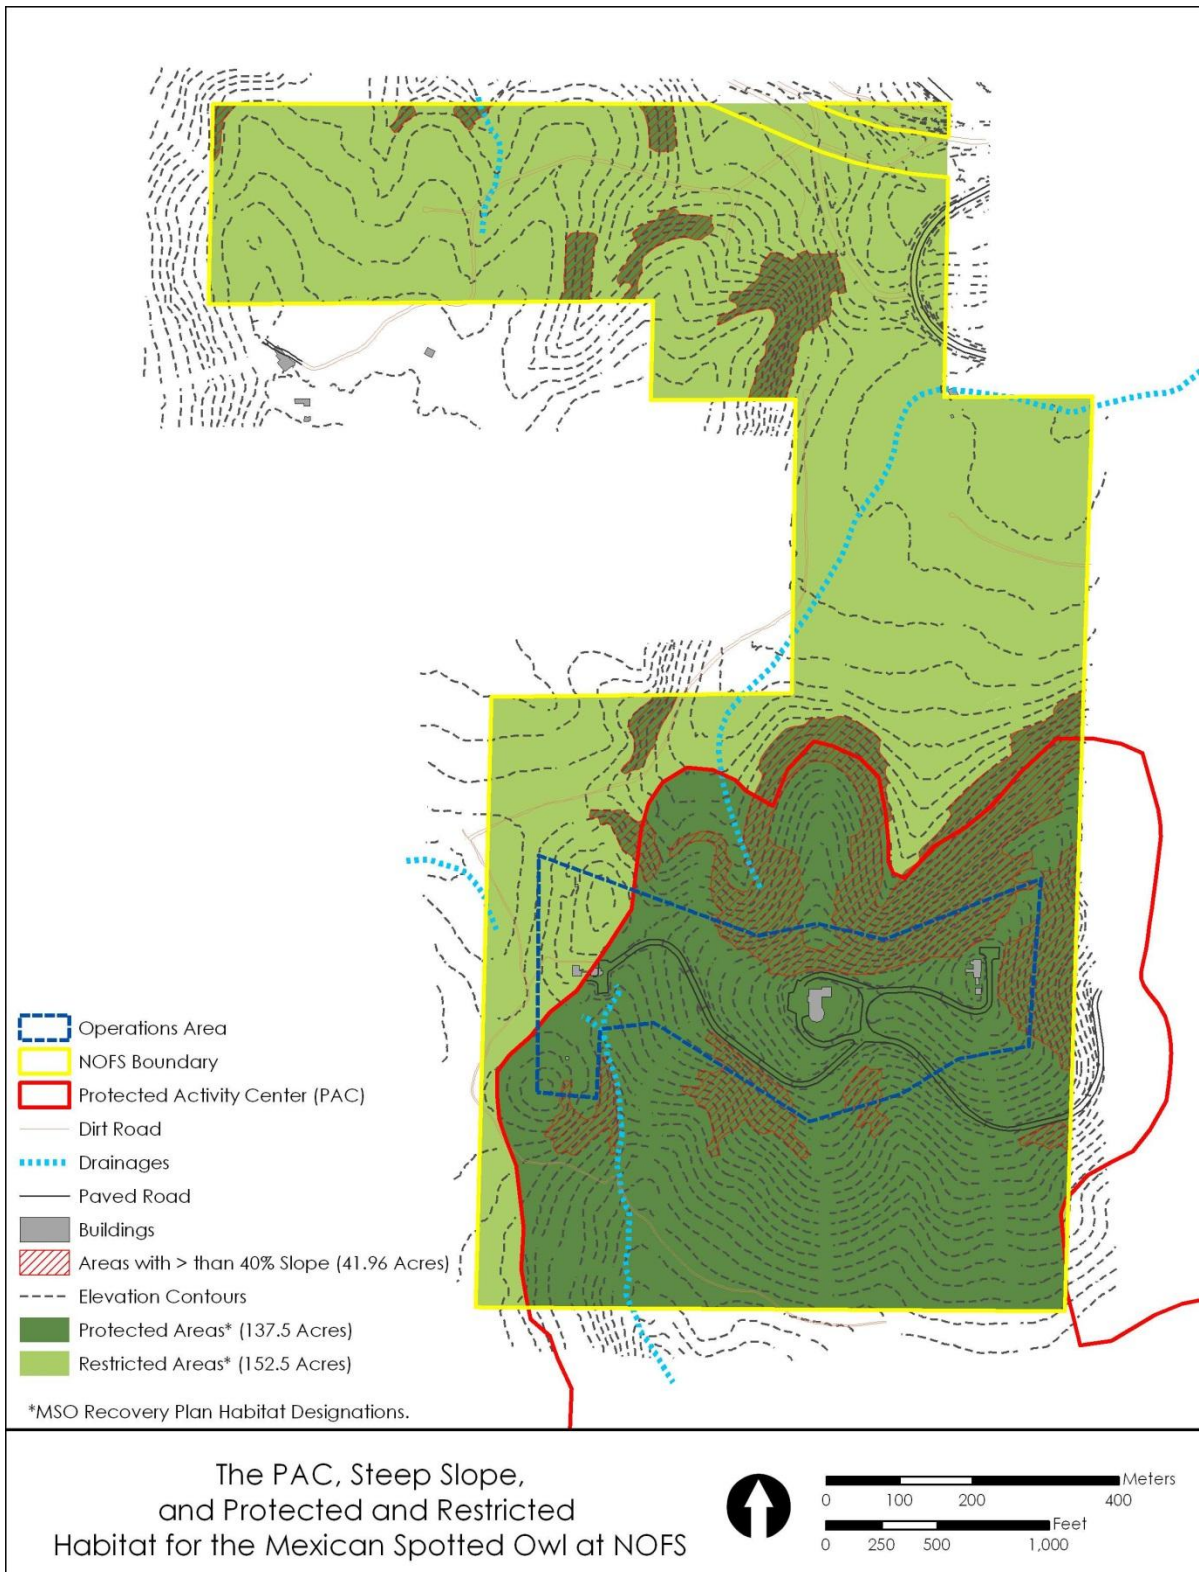 Operations Area
NOFS Boundary
Protected Activity Center (PAC)
Dirt Road
Drainages
Paved Road
Buildings
Areas with > than 40% Slope (41.96 Acres)
Elevation Contours
Protected Areas* (137.5 Acres)
Restricted Areas* (152.5 Acres)
*MSO Recovery Plan Habitat Designations.
The PAC, Steep Slope,
and Protected and Restricted
Habitat for the Mexican Spotted Owl at NOFS
Meters
0 100 200 400
Feet
0 250 500 1,000